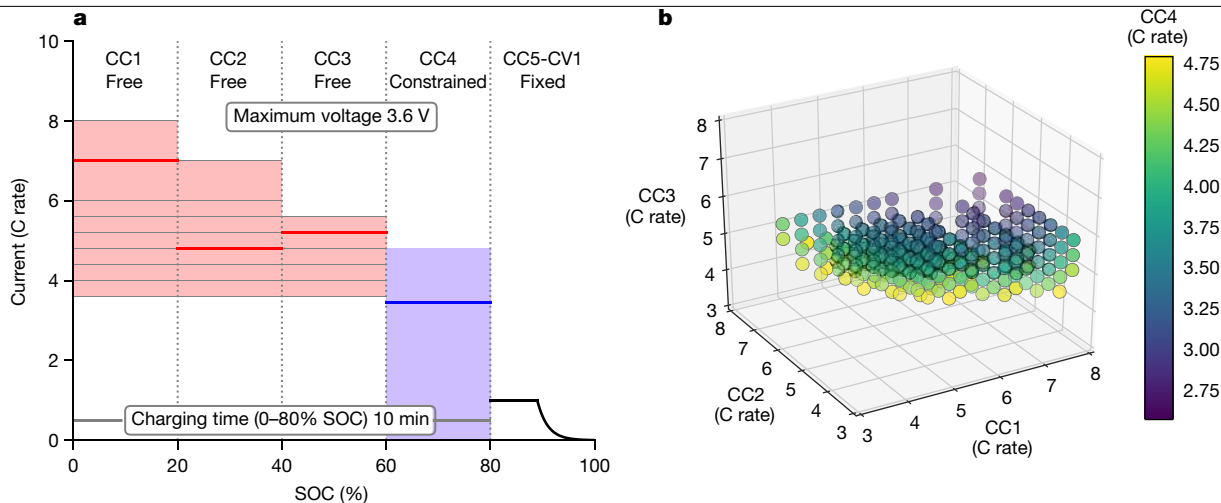 a
10
8
6
4
2
0
Current (C rate)
CC1
Free
CC2
Free
CC3
Free
CC4
Constrained
CC5-CV1
Fixed
Maximum voltage 3.6 V
Charging time (0–80% SOC) 10 min
0
20
40
60
80
100
SOC (%)
b
8
7
6
5
4
3
CC3
(C rate)
8
7
6
5
4
3
CC2
(C rate)
3
4
5
6
7
8
CC1
(C rate)
CC4
(C rate)
4.75
4.50
4.25
4.00
3.75
3.50
3.25
3.00
2.75